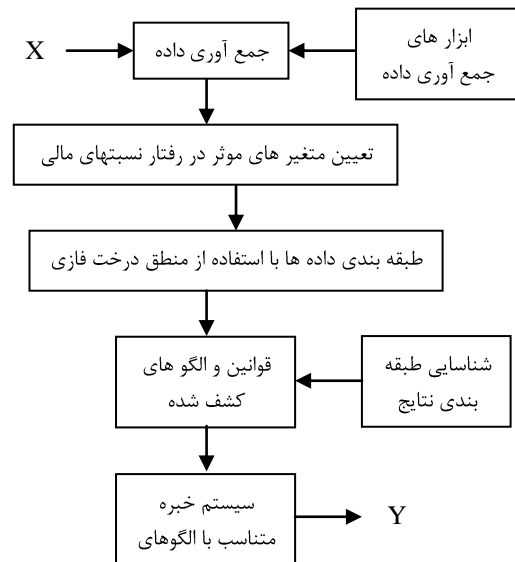 X
جمع آوری داده
ابزار های
جمع آوری داده
تعیین متغیر های موثر در رفتار نسبتهای مالی
طبقه بندی داده ها با استفاده از منطق درخت فازی
قوانین و الگو های
کشف شده
شناسایی طبقه
بندی نتایج
سیستم خبره
متناسب با الگوهای
Y